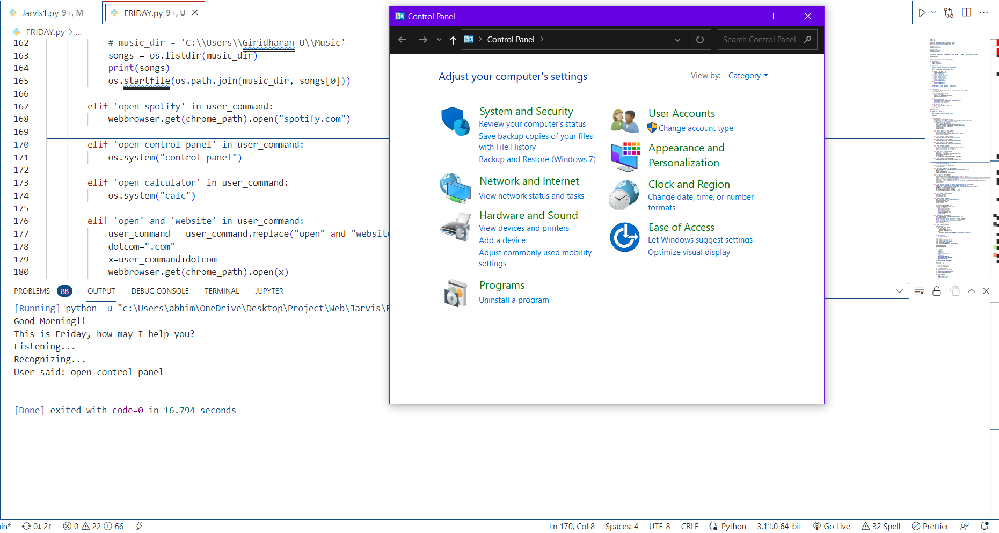 Jarvis1.py 9+, M
FRIDAY.py 9+, U
FRIDAY.py > ...
162 # music_dir = 'C:\\Users\\Giridharan U\\Music'
163 songs = os.listdir(music_dir)
164 print(songs)
165 os.startfile(os.path.join(music_dir, songs[0]))
166
167 elif 'open spotify' in user_command:
168 webbrowser.get(chrome_path).open("spotify.com")
169
170 elif 'open control panel' in user_command:
171 os.system("control panel")
172
173 elif 'open calculator' in user_command:
174 os.system("calc")
175
176 elif 'open' and 'website' in user_command:
177 user_command = user_command.replace("open" and "website
178 dotcom=".com"
179 x=user_command+dotcom
180 webbrowser.get(chrome_path).open(x)
Control Panel
Control Panel
Search Control Panel
Adjust your computer's settings
View by: Category
System and Security
Review your computer's status
Save backup copies of your files
with File History
Backup and Restore (Windows 7)
Network and Internet
View network status and tasks
Hardware and Sound
View devices and printers
Add a device
Adjust commonly used mobility
settings
Programs
Uninstall a program
User Accounts
Change account type
Appearance and
Personalization
Clock and Region
Change date, time, or number
formats
Ease of Access
Let Windows suggest settings
Optimize visual display
PROBLEMS 88 OUTPUT DEBUG CONSOLE TERMINAL JUPYTER
[Running] python -u "c:\Users\abhim\OneDrive\Desktop\Project\Web\Jarvis\F
Good Morning!!
This is Friday, how may I help you?
Listening...
Recognizing...
User said: open control panel
[Done] exited with code=0 in 16.794 seconds
in* 0↓ 2↑ 0 22 66 Ln 170, Col 8 Spaces: 4 UTF-8 CRLF Python 3.11.0 64-bit Go Live 32 Spell Prettier